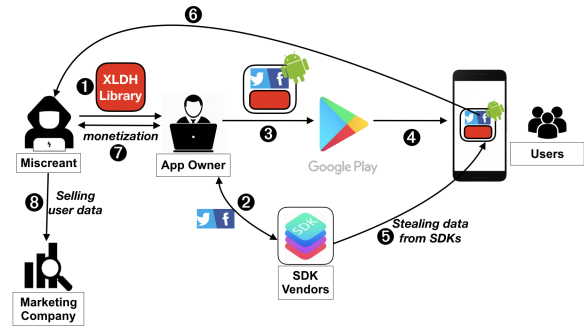 6
1
XLDH
Library
monetization
7
Miscreant
App Owner
3
Google Play
4
Users
8
Selling
user data
2
SDK
Stealing data
5
from SDKs
SDK
Vendors
Marketing
Company